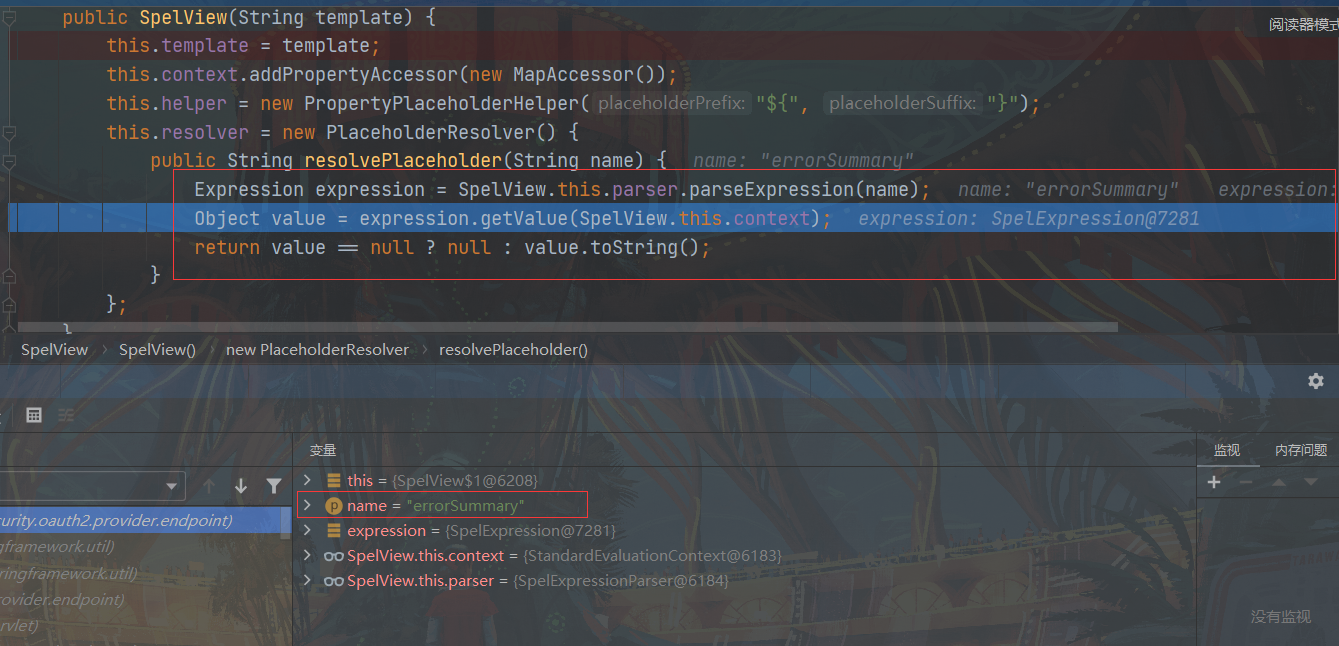 public SpelView(String template) {
阅读器模式
this.template = template;
this.context.addPropertyAccessor(new MapAccessor());
this.helper = new PropertyPlaceholderHelper( placeholderPrefix: "${", placeholderSuffix: "}");
this.resolver = new PlaceholderResolver() {
public String resolvePlaceholder(String name) { name: "errorSummary"
Expression expression = SpelView.this.parser.parseExpression(name); name: "errorSummary" expression:
Object value = expression.getValue(SpelView.this.context); expression: SpelExpression@7281
return value == null ? null : value.toString();
}
};
}
SpelView > SpelView() > new PlaceholderResolver > resolvePlaceholder()
变量
监视 内存问题
this = {SpelView$1@6208}
name = "errorSummary"
expression = {SpelExpression@7281}
SpelView.this.context = {StandardEvaluationContext@6183}
SpelView.this.parser = {SpelExpressionParser@6184}
curity.oauth2.provider.endpoint)
gframework.util)
ringframework.util)
rovider.endpoint)
rvlet)
没有监视